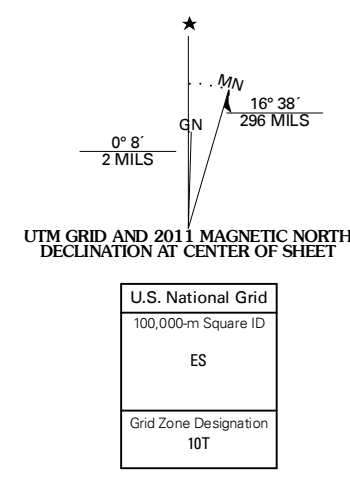 ★
MN
GN
16° 38´
296 MILS
0° 8´
2 MILS
UTM GRID AND 2011 MAGNETIC NORTH
DECLINATION AT CENTER OF SHEET
U.S. National Grid
100,000-m Square ID
ES
Grid Zone Designation
10T